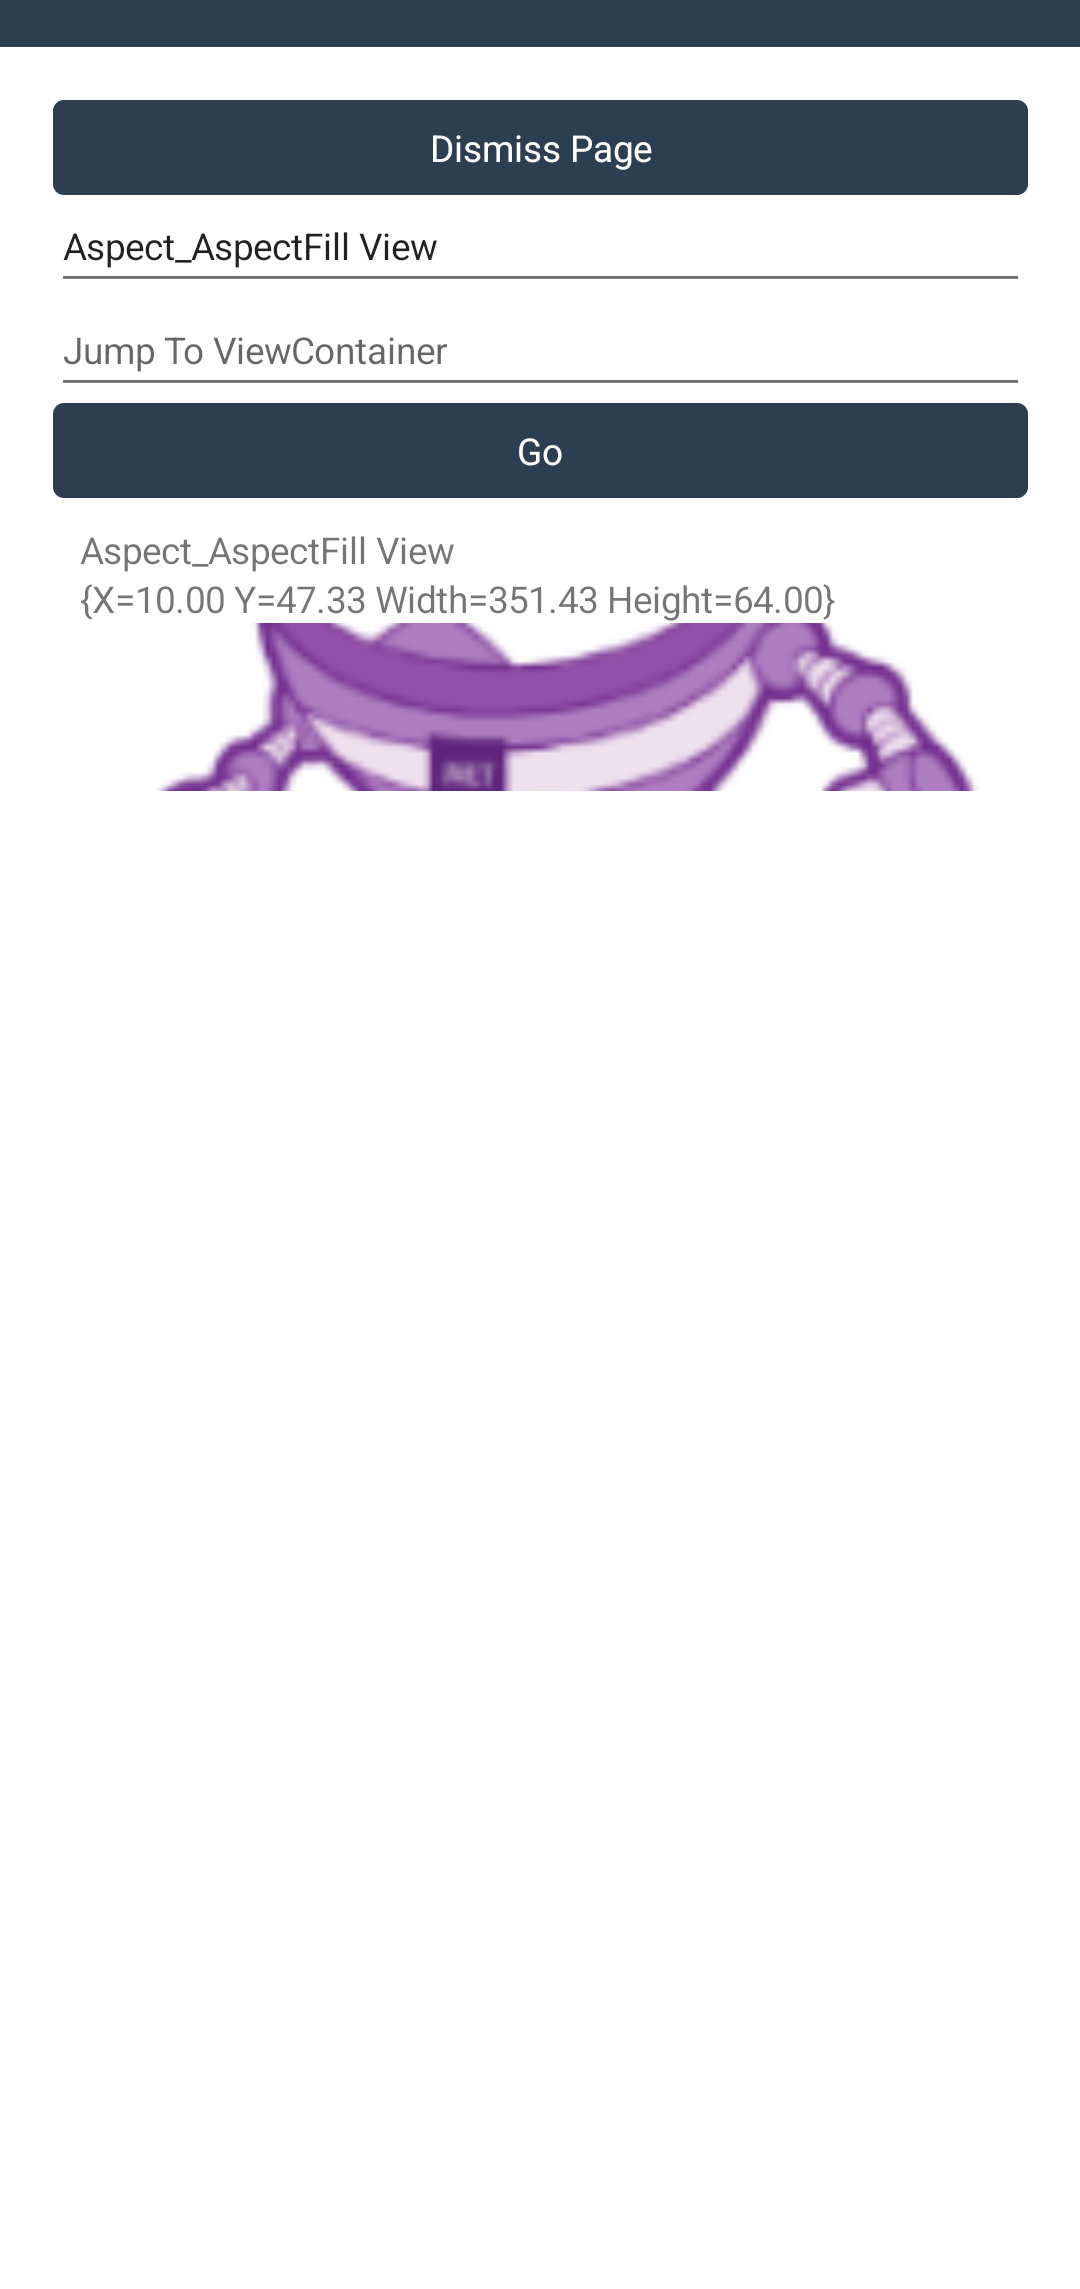 Dismiss Page
Aspect_AspectFill View
Jump To ViewContainer
Go
Aspect_AspectFill View
{X=10.00 Y=47.33 Width=351.43 Height=64.00}
.NET